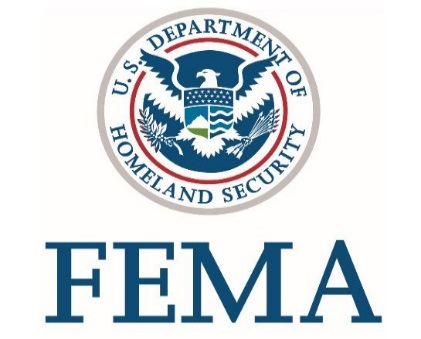 U.S. DEPARTMENT OF
HOMELAND SECURITY
FEMA